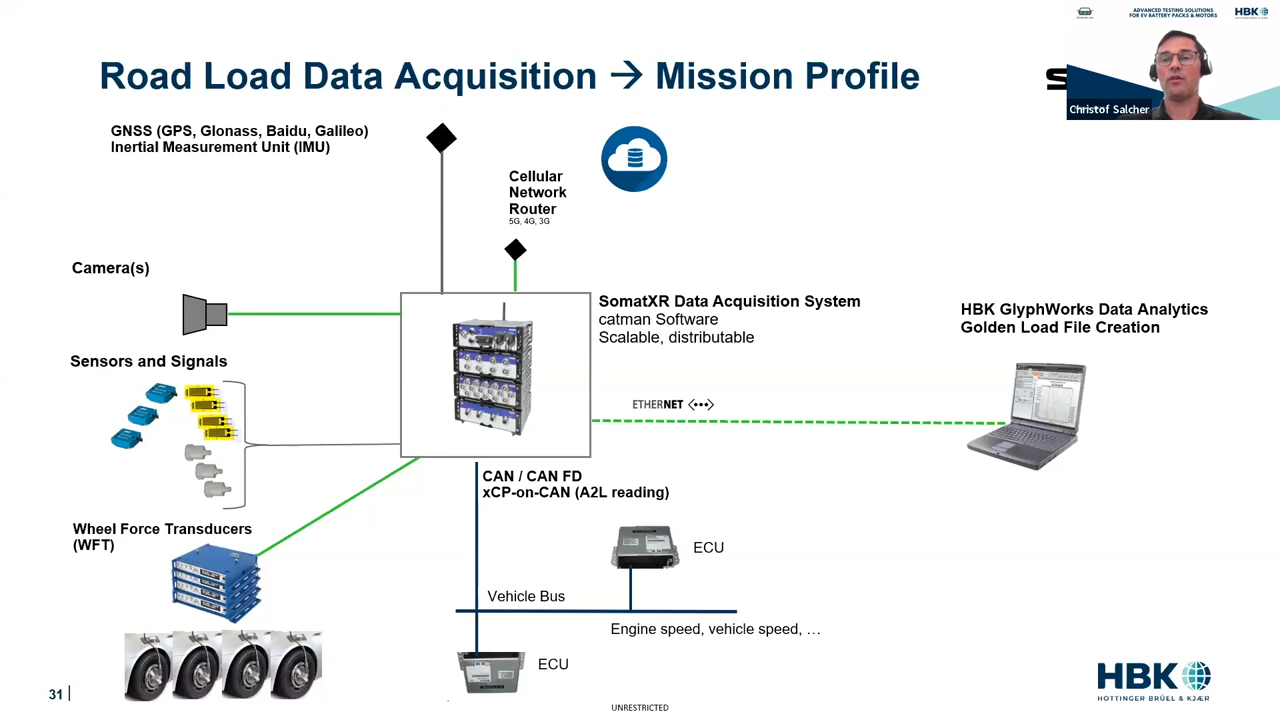 ADVANCED TESTING SOLUTIONS
FOR EV BATTERY PACKS & MOTORS
HBK
HOTTINGER BRÜEL & KJÆR
Road Load Data Acquisition → Mission Profile
S
Christof Salcher
GNSS (GPS, Glonass, Baidu, Galileo)
Inertial Measurement Unit (IMU)
Cellular
Network
Router
5G, 4G, 3G
Camera(s)
SomatXR Data Acquisition System
catman Software
Scalable, distributable
HBK GlyphWorks Data Analytics
Golden Load File Creation
Sensors and Signals
ETHERNET
CAN / CAN FD
xCP-on-CAN (A2L reading)
Wheel Force Transducers
(WFT)
ECU
Vehicle Bus
Engine speed, vehicle speed, …
ECU
31
HBK
HOTTINGER BRÜEL & KJÆR
UNRESTRICTED